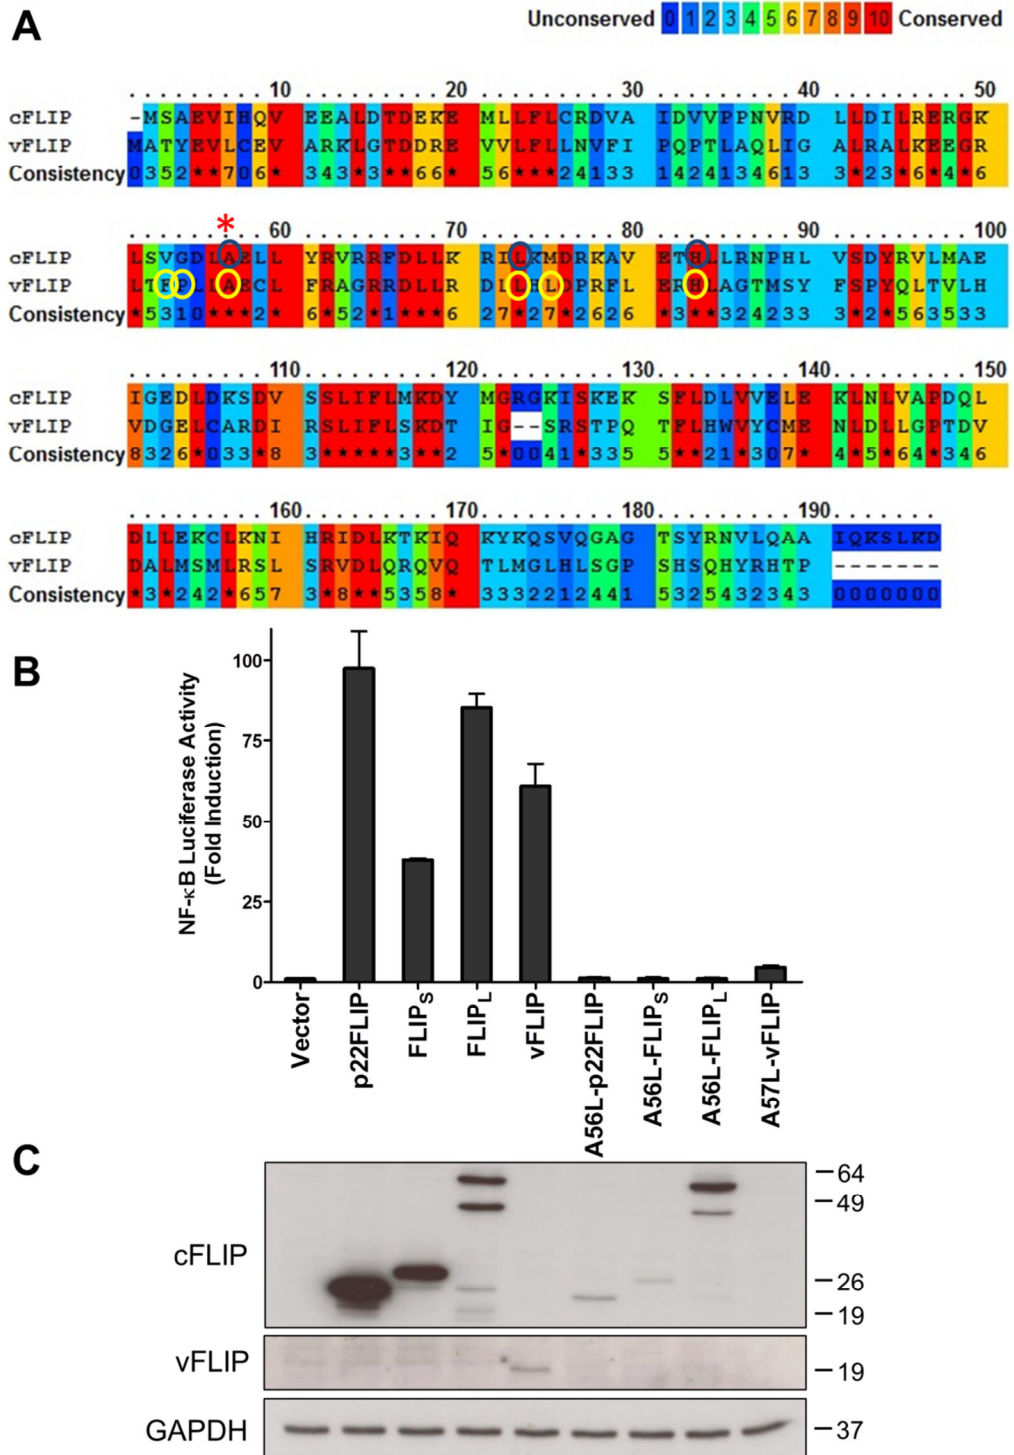 A
Unconserved 0 1 2 3 4 5 6 7 8 9 10 Conserved
. . . . . . . . . 10 . . . . . . . . . 20 . . . . . . . . . 30 . . . . . . . . . 40 . . . . . . . . . 50
cFLIP -MSAEVIHQV EEALDTDEKE MLLFLCRDVA IDVVPPNVRD LLDILRERGK
vFLIP MATYEVLCEV ARKLGTDDRE VVLFLLNVFI PQPTLAQLIG ALRALKEEGR
Consistency 0352**706* 343*3**66* 56***24133 1424134613 3*23*6*4*6
*
. . . . . . . . . 60 . . . . . . . . . 70 . . . . . . . . . 80 . . . . . . . . . 90 . . . . . . . . . 100
cFLIP LSVGDLAELL YRVRRFDLLK RILKMDRKAV ETHLLRNPHL VSDYRVLMAE
vFLIP LTFPLLAECL FRAGRRDLLR DLLHLDPRFL ERHLAGTMSY FSPYQLTVLH
Consistency *5310***2* 6*52*1***6 27*27*2626 *3**324233 3*2*563533
. . . . . . . . . 110 . . . . . . . . . 120 . . . . . . . . . 130 . . . . . . . . . 140 . . . . . . . . . 150
cFLIP IGEDLDKSDV SSLIFLMKDY MGRGKISKEK SFLDLVVELE KLNLVAPDQL
vFLIP VDGELCARDI RSLIFLSKDT IG--SRSTPQ TFLHWVYCME NLDLLGPTDV
Consistency 8326*033*8 3*****3**2 5*0041*335 5**21*307* 4*5*64*346
. . . . . . . . . 160 . . . . . . . . . 170 . . . . . . . . . 180 . . . . . . . . . 190 . . . . . . .
cFLIP DLLEKCLKNI HRIDLKTKIQ KYKQSVQGAG TSYRNVLQAA IQKSLKD
vFLIP DALMSMLRSL SRVDLQRQVQ TLMGLHLSGP SHSQHYRHTP -------
Consistency *3*242*657 3*8**5358* 3332212441 5325432343 0000000
B
NF-κB Luciferase Activity
(Fold Induction)
100
75
50
25
0
Vector
p22FLIP
FLIPS
FLIPL
vFLIP
A56L-p22FLIP
A56L-FLIPS
A56L-FLIPL
A57L-vFLIP
C
cFLIP
64
49
26
19
vFLIP
19
GAPDH
37